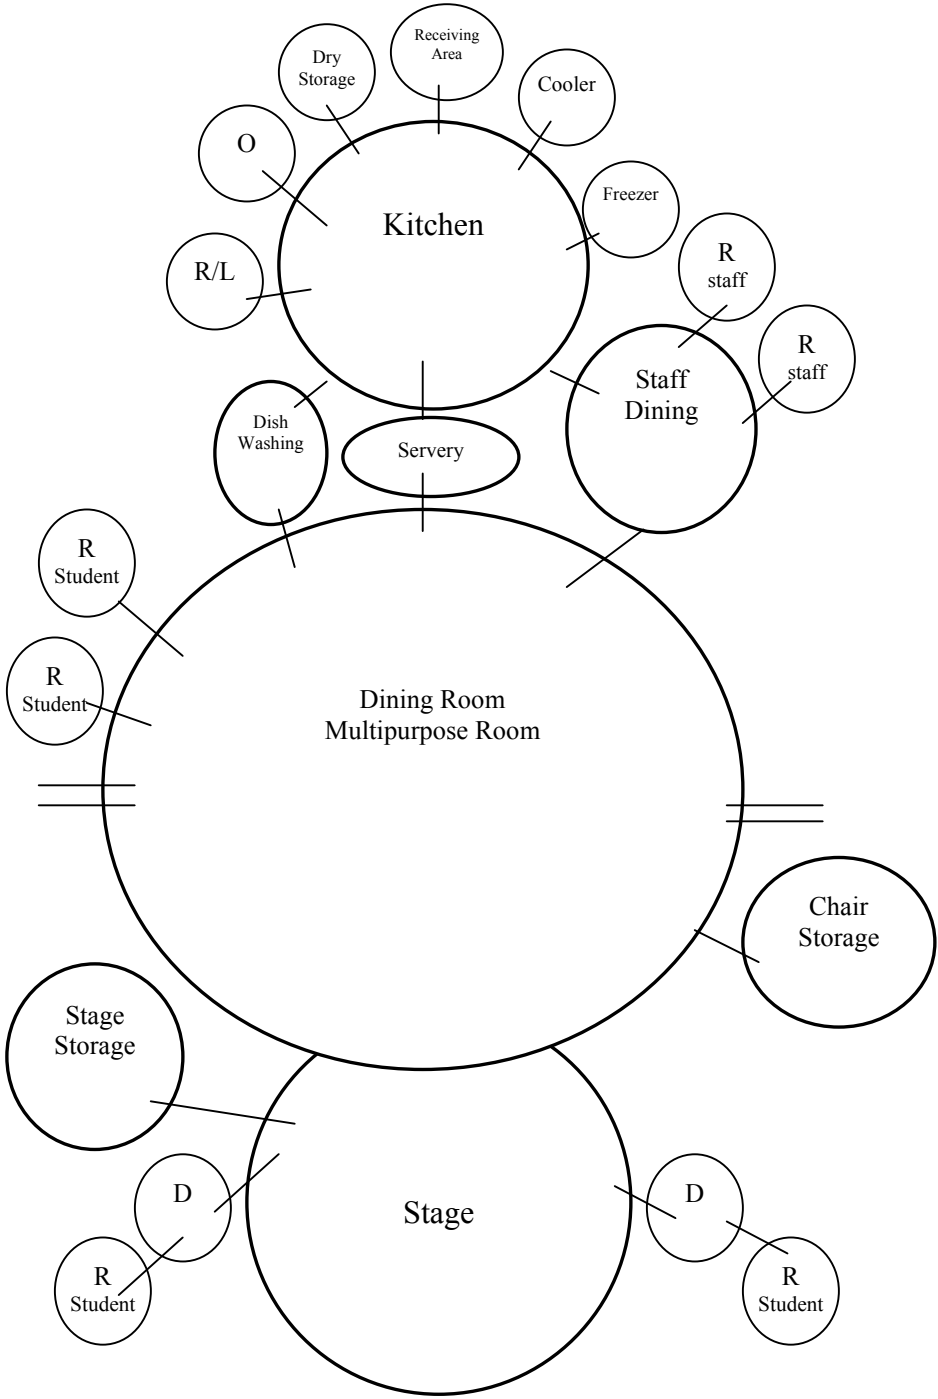 Receiving
Area
Dry
Storage
Cooler
O
Freezer
Kitchen
R
staff
R/L
R
staff
Staff
Dining
Dish
Washing
Servery
R
Student
R
Student
Dining Room
Multipurpose Room
Chair
Storage
Stage
Storage
D
D
Stage
R
Student
R
Student